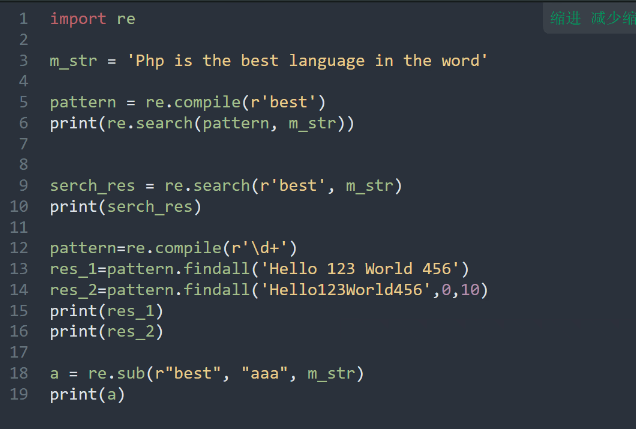 缩进 减少缩
1 import re
2
3 m_str = 'Php is the best language in the word'
4
5 pattern = re.compile(r'best')
6 print(re.search(pattern, m_str))
7
8
9 serch_res = re.search(r'best', m_str)
10 print(serch_res)
11
12 pattern=re.compile(r'\d+')
13 res_1=pattern.findall('Hello 123 World 456')
14 res_2=pattern.findall('Hello123World456',0,10)
15 print(res_1)
16 print(res_2)
17
18 a = re.sub(r"best", "aaa", m_str)
19 print(a)